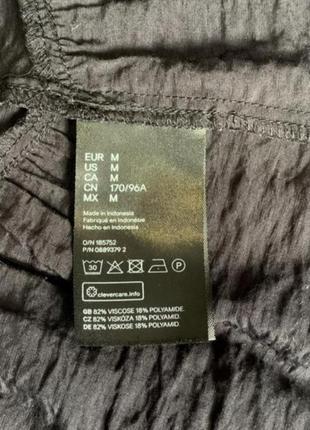 EUR M
US M
CA M
CN 170/96A
MX M
Made in Indonesia
Fabriqué en Indonésie
Hecho en Indonesia
O/N 185752
P/N 0889379 2
30 P
clevercare.info
GB 82% VISCOSE 18% POLYAMIDE.
CZ 82% VISKÓZA 18% POLYAMID.
DE 82% VISKOSE 18% POLYAMID.